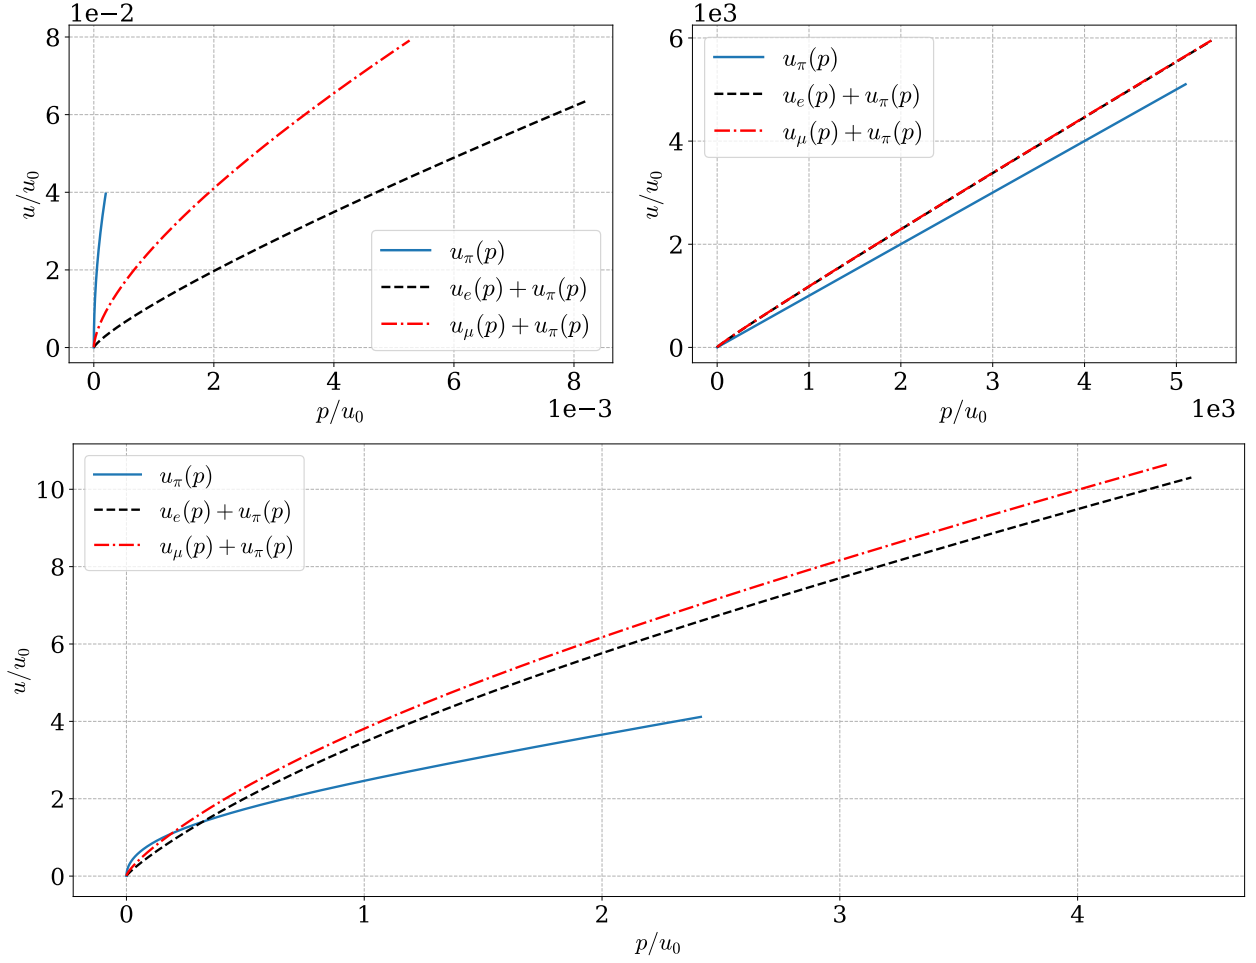 1e−2
8
6
4
2
0
u/u₀
0 2 4 6 8
p/u₀
1e−3
u_π(p)
u_e(p) + u_π(p)
u_μ(p) + u_π(p)
1e3
6
4
2
0
u/u₀
0 1 2 3 4 5
p/u₀
1e3
u_π(p)
u_e(p) + u_π(p)
u_μ(p) + u_π(p)
10
8
6
4
2
0
u/u₀
0 1 2 3 4
p/u₀
u_π(p)
u_e(p) + u_π(p)
u_μ(p) + u_π(p)